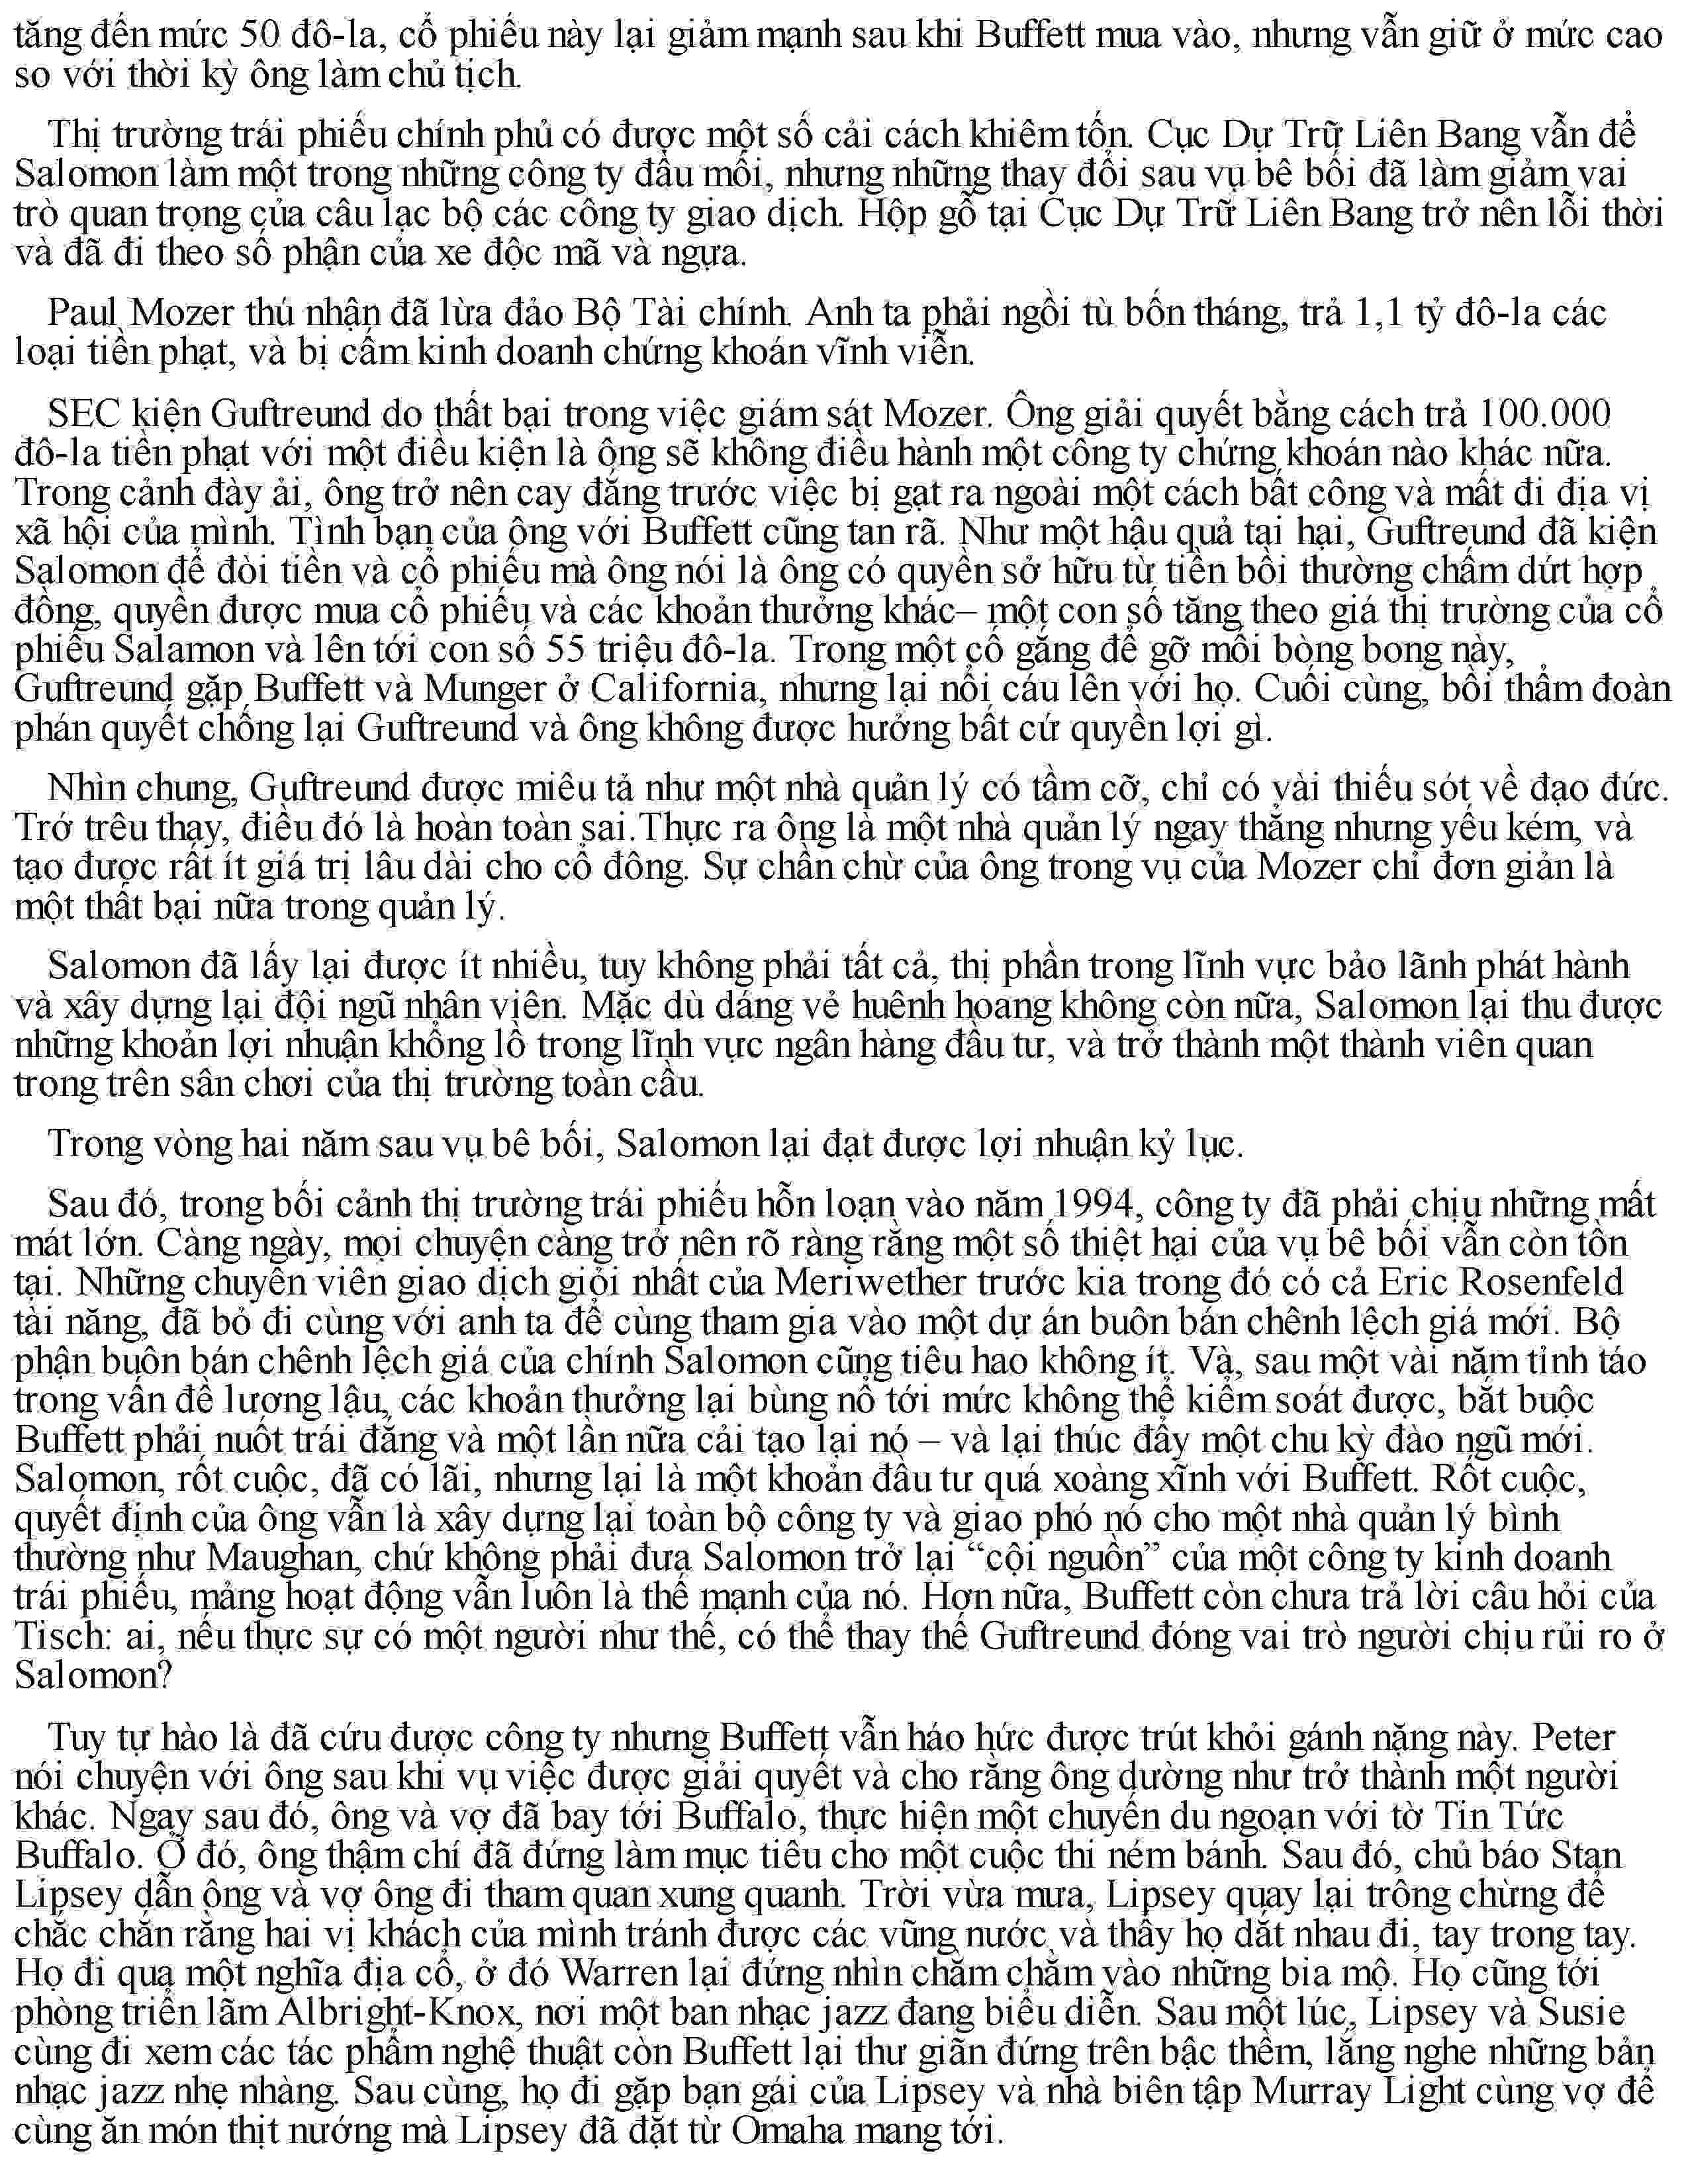 tăng đến mức 50 đô-la, cổ phiếu này lại giảm mạnh sau khi Buffett mua vào, nhưng vẫn giữ ở mức cao
so với thời kỳ ông làm chủ tịch.
Thị trường trái phiếu chính phủ có được một số cải cách khiêm tốn. Cục Dự Trữ Liên Bang vẫn để
Salomon làm một trong những công ty đầu mối, nhưng những thay đổi sau vụ bê bối đã làm giảm vai
trò quan trọng của câu lạc bộ các công ty giao dịch. Hộp gỗ tại Cục Dự Trữ Liên Bang trở nên lỗi thời
và đã đi theo số phận của xe độc mã và ngựa.
Paul Mozer thú nhận đã lừa đảo Bộ Tài chính. Anh ta phải ngồi tù bốn tháng, trả 1,1 tỷ đô-la các
loại tiền phạt, và bị cấm kinh doanh chứng khoán vĩnh viễn.
SEC kiện Guftreund do thất bại trong việc giám sát Mozer. Ông giải quyết bằng cách trả 100.000
đô-la tiền phạt với một điều kiện là ông sẽ không điều hành một công ty chứng khoán nào khác nữa.
Trong cảnh đày ải, ông trở nên cay đắng trước việc bị gạt ra ngoài một cách bất công và mất đi địa vị
xã hội của mình. Tình bạn của ông với Buffett cũng tan rã. Như một hậu quả tai hại, Guftreund đã kiện
Salomon để đòi tiền và cổ phiếu mà ông nói là ông có quyền sở hữu từ tiền bồi thường chấm dứt hợp
đồng, quyền được mua cổ phiếu và các khoản thưởng khác– một con số tăng theo giá thị trường của cổ
phiếu Salamon và lên tới con số 55 triệu đô-la. Trong một cố gắng để gỡ mối bòng bong này,
Guftreund gặp Buffett và Munger ở California, nhưng lại nổi cáu lên với họ. Cuối cùng, bồi thẩm đoàn
phán quyết chống lại Guftreund và ông không được hưởng bất cứ quyền lợi gì.
Nhìn chung, Guftreund được miêu tả như một nhà quản lý có tầm cỡ, chỉ có vài thiếu sót về đạo đức.
Trớ trêu thay, điều đó là hoàn toàn sai.Thực ra ông là một nhà quản lý ngay thẳng nhưng yếu kém, và
tạo được rất ít giá trị lâu dài cho cổ đông. Sự chần chừ của ông trong vụ của Mozer chỉ đơn giản là
một thất bại nữa trong quản lý.
Salomon đã lấy lại được ít nhiều, tuy không phải tất cả, thị phần trong lĩnh vực bảo lãnh phát hành
và xây dựng lại đội ngũ nhân viên. Mặc dù dáng vẻ huênh hoang không còn nữa, Salomon lại thu được
những khoản lợi nhuận khổng lồ trong lĩnh vực ngân hàng đầu tư, và trở thành một thành viên quan
trong trên sân chơi của thị trường toàn cầu.
Trong vòng hai năm sau vụ bê bối, Salomon lại đạt được lợi nhuận kỷ lục.
Sau đó, trong bối cảnh thị trường trái phiếu hỗn loạn vào năm 1994, công ty đã phải chịu những mất
mát lớn. Càng ngày, mọi chuyện càng trở nên rõ ràng rằng một số thiệt hại của vụ bê bối vẫn còn tồn
tại. Những chuyên viên giao dịch giỏi nhất của Meriwether trước kia trong đó có cả Eric Rosenfeld
tài năng, đã bỏ đi cùng với anh ta để cùng tham gia vào một dự án buôn bán chênh lệch giá mới. Bộ
phận buôn bán chênh lệch giá của chính Salomon cũng tiêu hao không ít. Và, sau một vài năm tỉnh táo
trong vấn đề lương lậu, các khoản thưởng lại bùng nổ tới mức không thể kiểm soát được, bắt buộc
Buffett phải nuốt trái đắng và một lần nữa cải tạo lại nó – và lại thúc đẩy một chu kỳ đào ngũ mới.
Salomon, rốt cuộc, đã có lãi, nhưng lại là một khoản đầu tư quá xoàng xĩnh với Buffett. Rốt cuộc,
quyết định của ông vẫn là xây dựng lại toàn bộ công ty và giao phó nó cho một nhà quản lý bình
thường như Maughan, chứ không phải đưa Salomon trở lại “cội nguồn” của một công ty kinh doanh
trái phiếu, mảng hoạt động vẫn luôn là thế mạnh của nó. Hơn nữa, Buffett còn chưa trả lời câu hỏi của
Tisch: ai, nếu thực sự có một người như thế, có thể thay thế Guftreund đóng vai trò người chịu rủi ro ở
Salomon?
Tuy tự hào là đã cứu được công ty nhưng Buffett vẫn háo hức được trút khỏi gánh nặng này. Peter
nói chuyện với ông sau khi vụ việc được giải quyết và cho rằng ông dường như trở thành một người
khác. Ngay sau đó, ông và vợ đã bay tới Buffalo, thực hiện một chuyến du ngoạn với tờ Tin Tức
Buffalo. Ở đó, ông thậm chí đã đứng làm mục tiêu cho một cuộc thi ném bánh. Sau đó, chủ báo Stan
Lipsey dẫn ông và vợ ông đi tham quan xung quanh. Trời vừa mưa, Lipsey quay lại trông chừng để
chắc chắn rằng hai vị khách của mình tránh được các vũng nước và thấy họ dắt nhau đi, tay trong tay.
Họ đi qua một nghĩa địa cổ, ở đó Warren lại đứng nhìn chằm chằm vào những bia mộ. Họ cũng tới
phòng triển lãm Albright-Knox, nơi một ban nhạc jazz đang biểu diễn. Sau một lúc, Lipsey và Susie
cùng đi xem các tác phẩm nghệ thuật còn Buffett lại thư giãn đứng trên bậc thềm, lắng nghe những bản
nhạc jazz nhẹ nhàng. Sau cùng, họ đi gặp bạn gái của Lipsey và nhà biên tập Murray Light cùng vợ để
cùng ăn món thịt nướng mà Lipsey đã đặt từ Omaha mang tới.